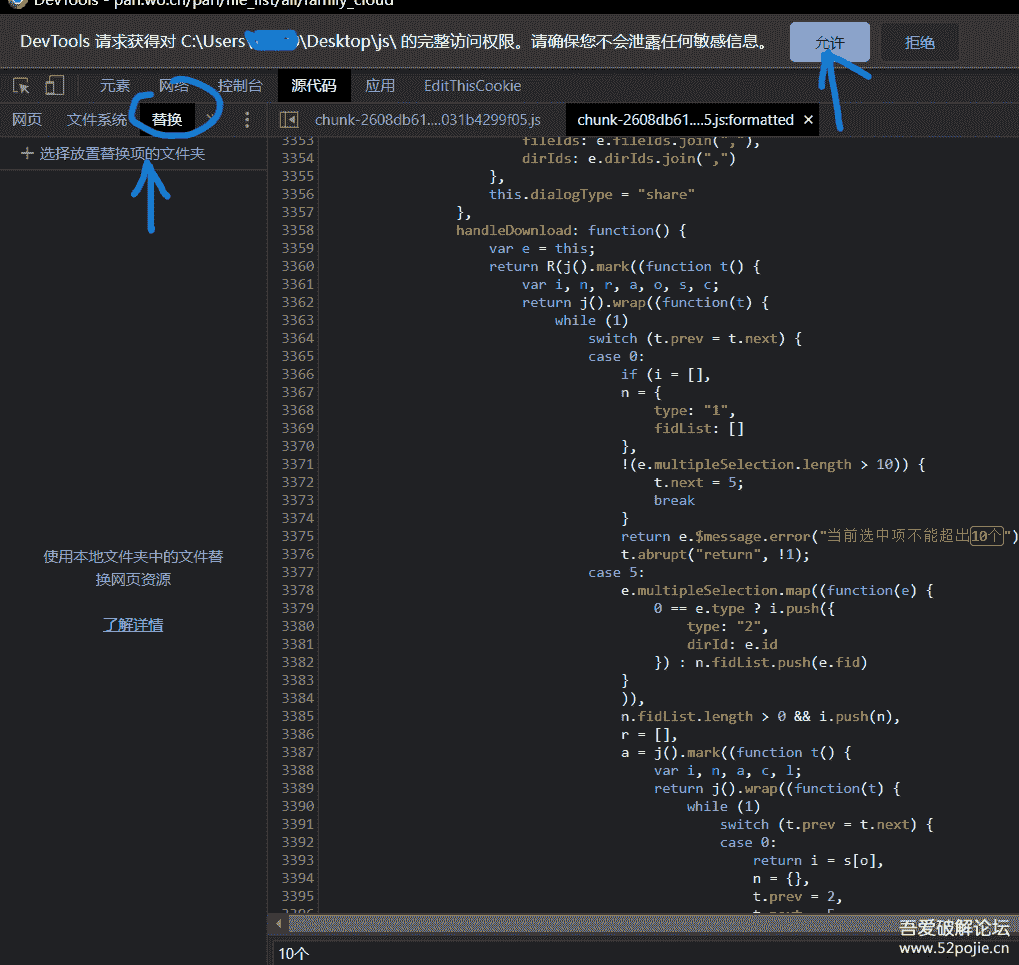 DevTools - pan.wo.cn/pan/file_list/all/family_cloud
DevTools 请求获得对 C:\Users\ \Desktop\js\ 的完整访问权限。请确保您不会泄露任何敏感信息。 允许 拒绝
元素 网络 控制台 源代码 应用 EditThisCookie
网页 文件系统 替换 chunk-2608db61....031b4299f05.js chunk-2608db61....5.js:formatted ×
+ 选择放置替换项的文件夹
使用本地文件夹中的文件替
换网页资源
了解详情
3353 fileIds: e.fileIds.join(","),
3354 dirIds: e.dirIds.join(",")
3355 },
3356 this.dialogType = "share"
3357 },
3358 handleDownload: function() {
3359 var e = this;
3360 return R(j().mark((function t() {
3361 var i, n, r, a, o, s, c;
3362 return j().wrap((function(t) {
3363 while (1)
3364 switch (t.prev = t.next) {
3365 case 0:
3366 if (i = [],
3367 n = {
3368 type: "1",
3369 fidList: []
3370 },
3371 !(e.multipleSelection.length > 10)) {
3372 t.next = 5;
3373 break
3374 }
3375 return e.$message.error("当前选中项不能超出10个")
3376 t.abrupt("return", !1);
3377 case 5:
3378 e.multipleSelection.map((function(e) {
3379 0 == e.type ? i.push({
3380 type: "2",
3381 dirId: e.id
3382 }) : n.fidList.push(e.fid)
3383 }
3384 )),
3385 n.fidList.length > 0 && i.push(n),
3386 r = [],
3387 a = j().mark((function t() {
3388 var i, n, a, c, l;
3389 return j().wrap((function(t) {
3390 while (1)
3391 switch (t.prev = t.next) {
3392 case 0:
3393 return i = s[o],
3394 n = {},
3395 t.prev = 2,
10个
吾爱破解论坛
www.52pojie.cn